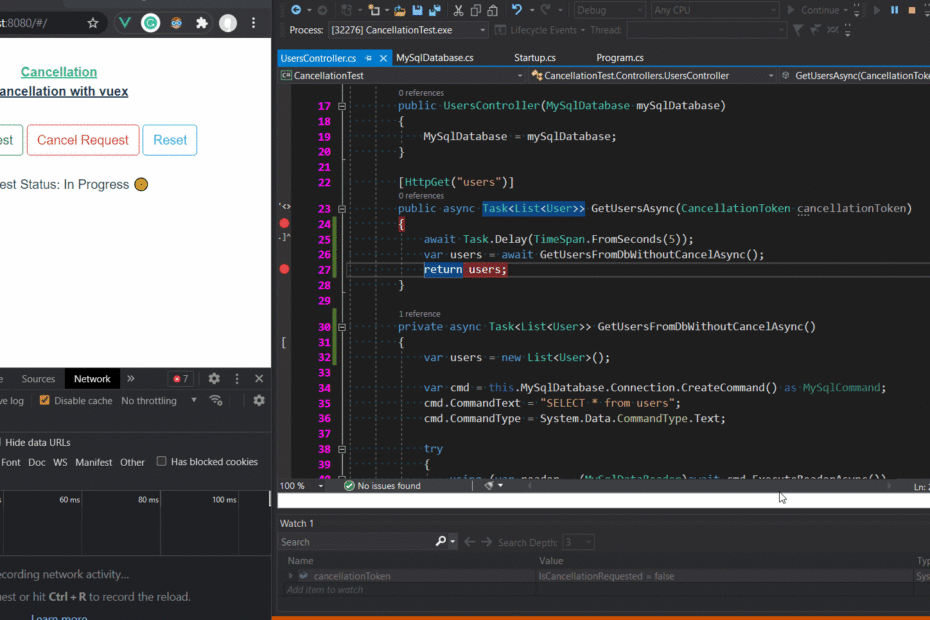 t:8080/#/
Cancellation
ancellation with vuex
est
Cancel Request
Reset
est Status: In Progress
e
Sources
Network
7
ve log
Disable cache
No throttling
Hide data URLs
Font
Doc
WS
Manifest
Other
Has blocked cookies
60 ms
80 ms
100 ms
ecording network activity...
uest or hit Ctrl + R to record the reload.
Learn more
Debug
Any CPU
Continue
Process: [32276] CancellationTest.exe
Lifecycle Events
Thread:
UsersController.cs
MySqlDatabase.cs
Startup.cs
Program.cs
CancellationTest
CancellationTest.Controllers.UsersController
GetUsersAsync(CancellationToke
0 references
17 public UsersController(MySqlDatabase mySqlDatabase)
18 {
19 MySqlDatabase = mySqlDatabase;
20 }
21
22 [HttpGet("users")]
0 references
23 public async Task<List<User>> GetUsersAsync(CancellationToken cancellationToken)
24 {
25 await Task.Delay(TimeSpan.FromSeconds(5));
26 var users = await GetUsersFromDbWithoutCancelAsync();
27 return users;
28 }
29
1 reference
30 private async Task<List<User>> GetUsersFromDbWithoutCancelAsync()
31 {
32 var users = new List<User>();
33
34 var cmd = this.MySqlDatabase.Connection.CreateCommand() as MySqlCommand;
35 cmd.CommandText = "SELECT * from users";
36 cmd.CommandType = System.Data.CommandType.Text;
37
38 try
39 {
100 %
No issues found
Ln:
Watch 1
Search
Search Depth: 3
Name
Value
Typ
cancellationToken
IsCancellationRequested = false
Sys
Add item to watch